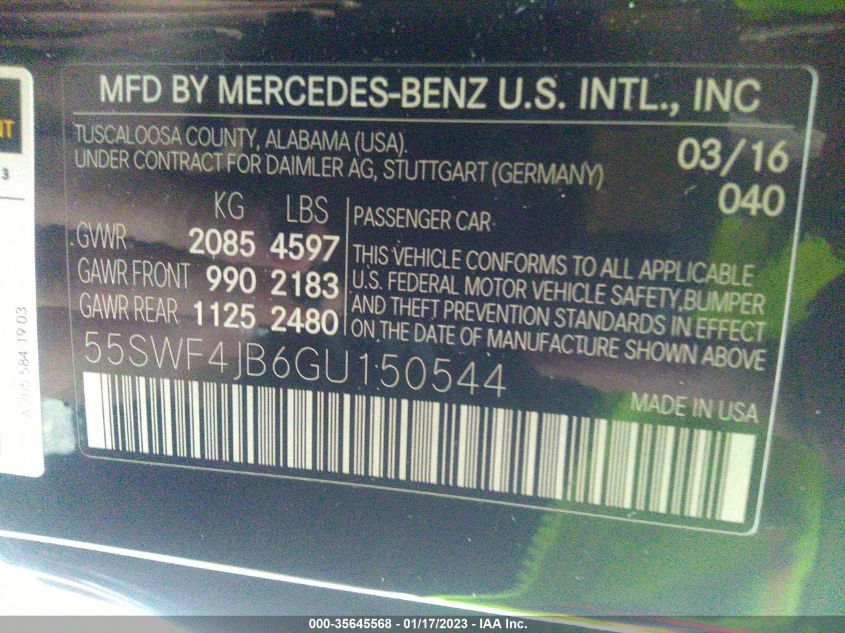 MFD BY MERCEDES-BENZ U.S. INTL., INC
TUSCALOOSA COUNTY, ALABAMA (USA).
UNDER CONTRACT FOR DAIMLER AG, STUTTGART (GERMANY)
03/16
040
KG LBS
GVWR 2085 4597
GAWR FRONT 990 2183
GAWR REAR 1125 2480
PASSENGER CAR
THIS VEHICLE CONFORMS TO ALL APPLICABLE
U.S. FEDERAL MOTOR VEHICLE SAFETY, BUMPER
AND THEFT PREVENTION STANDARDS IN EFFECT
ON THE DATE OF MANUFACTURE SHOWN ABOVE
55SWF4JB6GU150544
MADE IN USA
NT
3
000-35645568 - 01/17/2023 - IAA Inc.